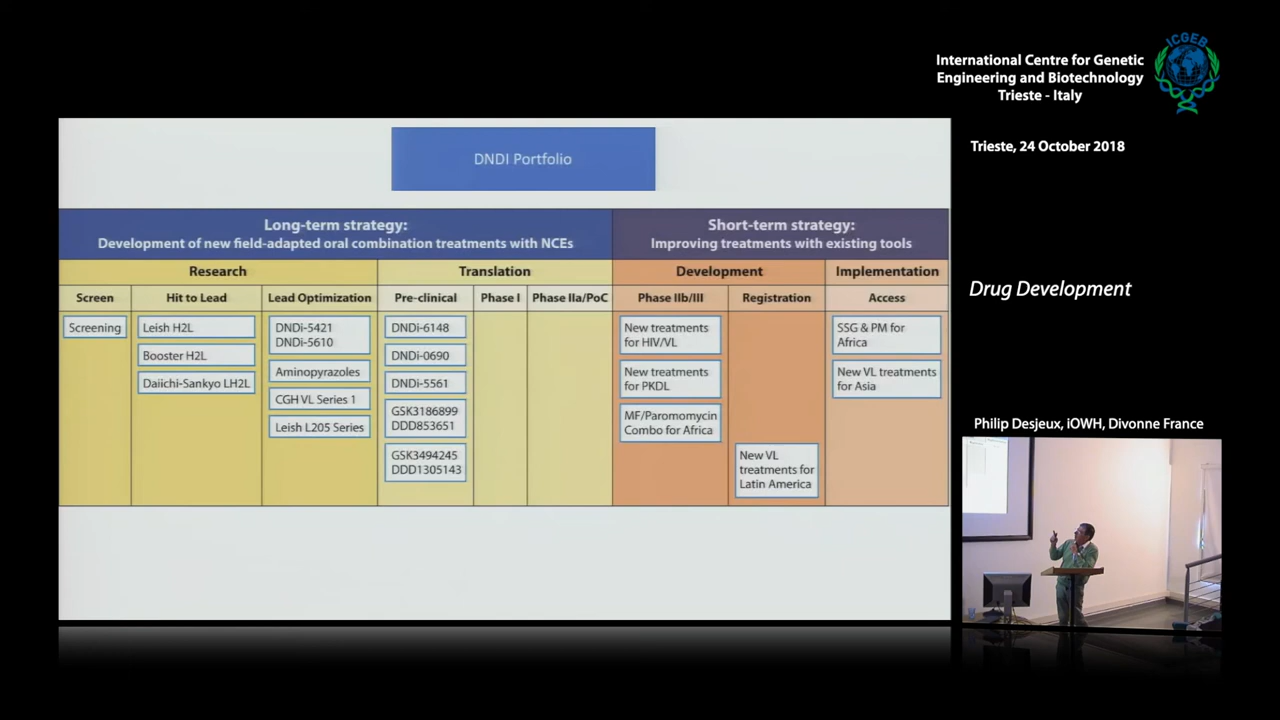 ICGEB
International Centre for Genetic
Engineering and Biotechnology
Trieste - Italy
Trieste, 24 October 2018
DNDI Portfolio
Long-term strategy:
Development of new field-adapted oral combination treatments with NCEs
Short-term strategy:
Improving treatments with existing tools
Research
Translation
Development
Implementation
Screen
Hit to Lead
Lead Optimization
Pre-clinical
Phase I
Phase IIa/PoC
Phase IIb/III
Registration
Access
Screening
Leish H2L
Booster H2L
Daiichi-Sankyo LH2L
DNDi-5421
DNDi-5610
Aminopyrazoles
CGH VL Series 1
Leish L205 Series
DNDi-6148
DNDi-0690
DNDi-5561
GSK3186899
DDD853651
GSK3494245
DDD1305143
New treatments
for HIV/VL
New treatments
for PKDL
MF/Paromomycin
Combo for Africa
New VL
treatments for
Latin America
SSG & PM for
Africa
New VL treatments
for Asia
Drug Development
Philip Desjeux, iOWH, Divonne France